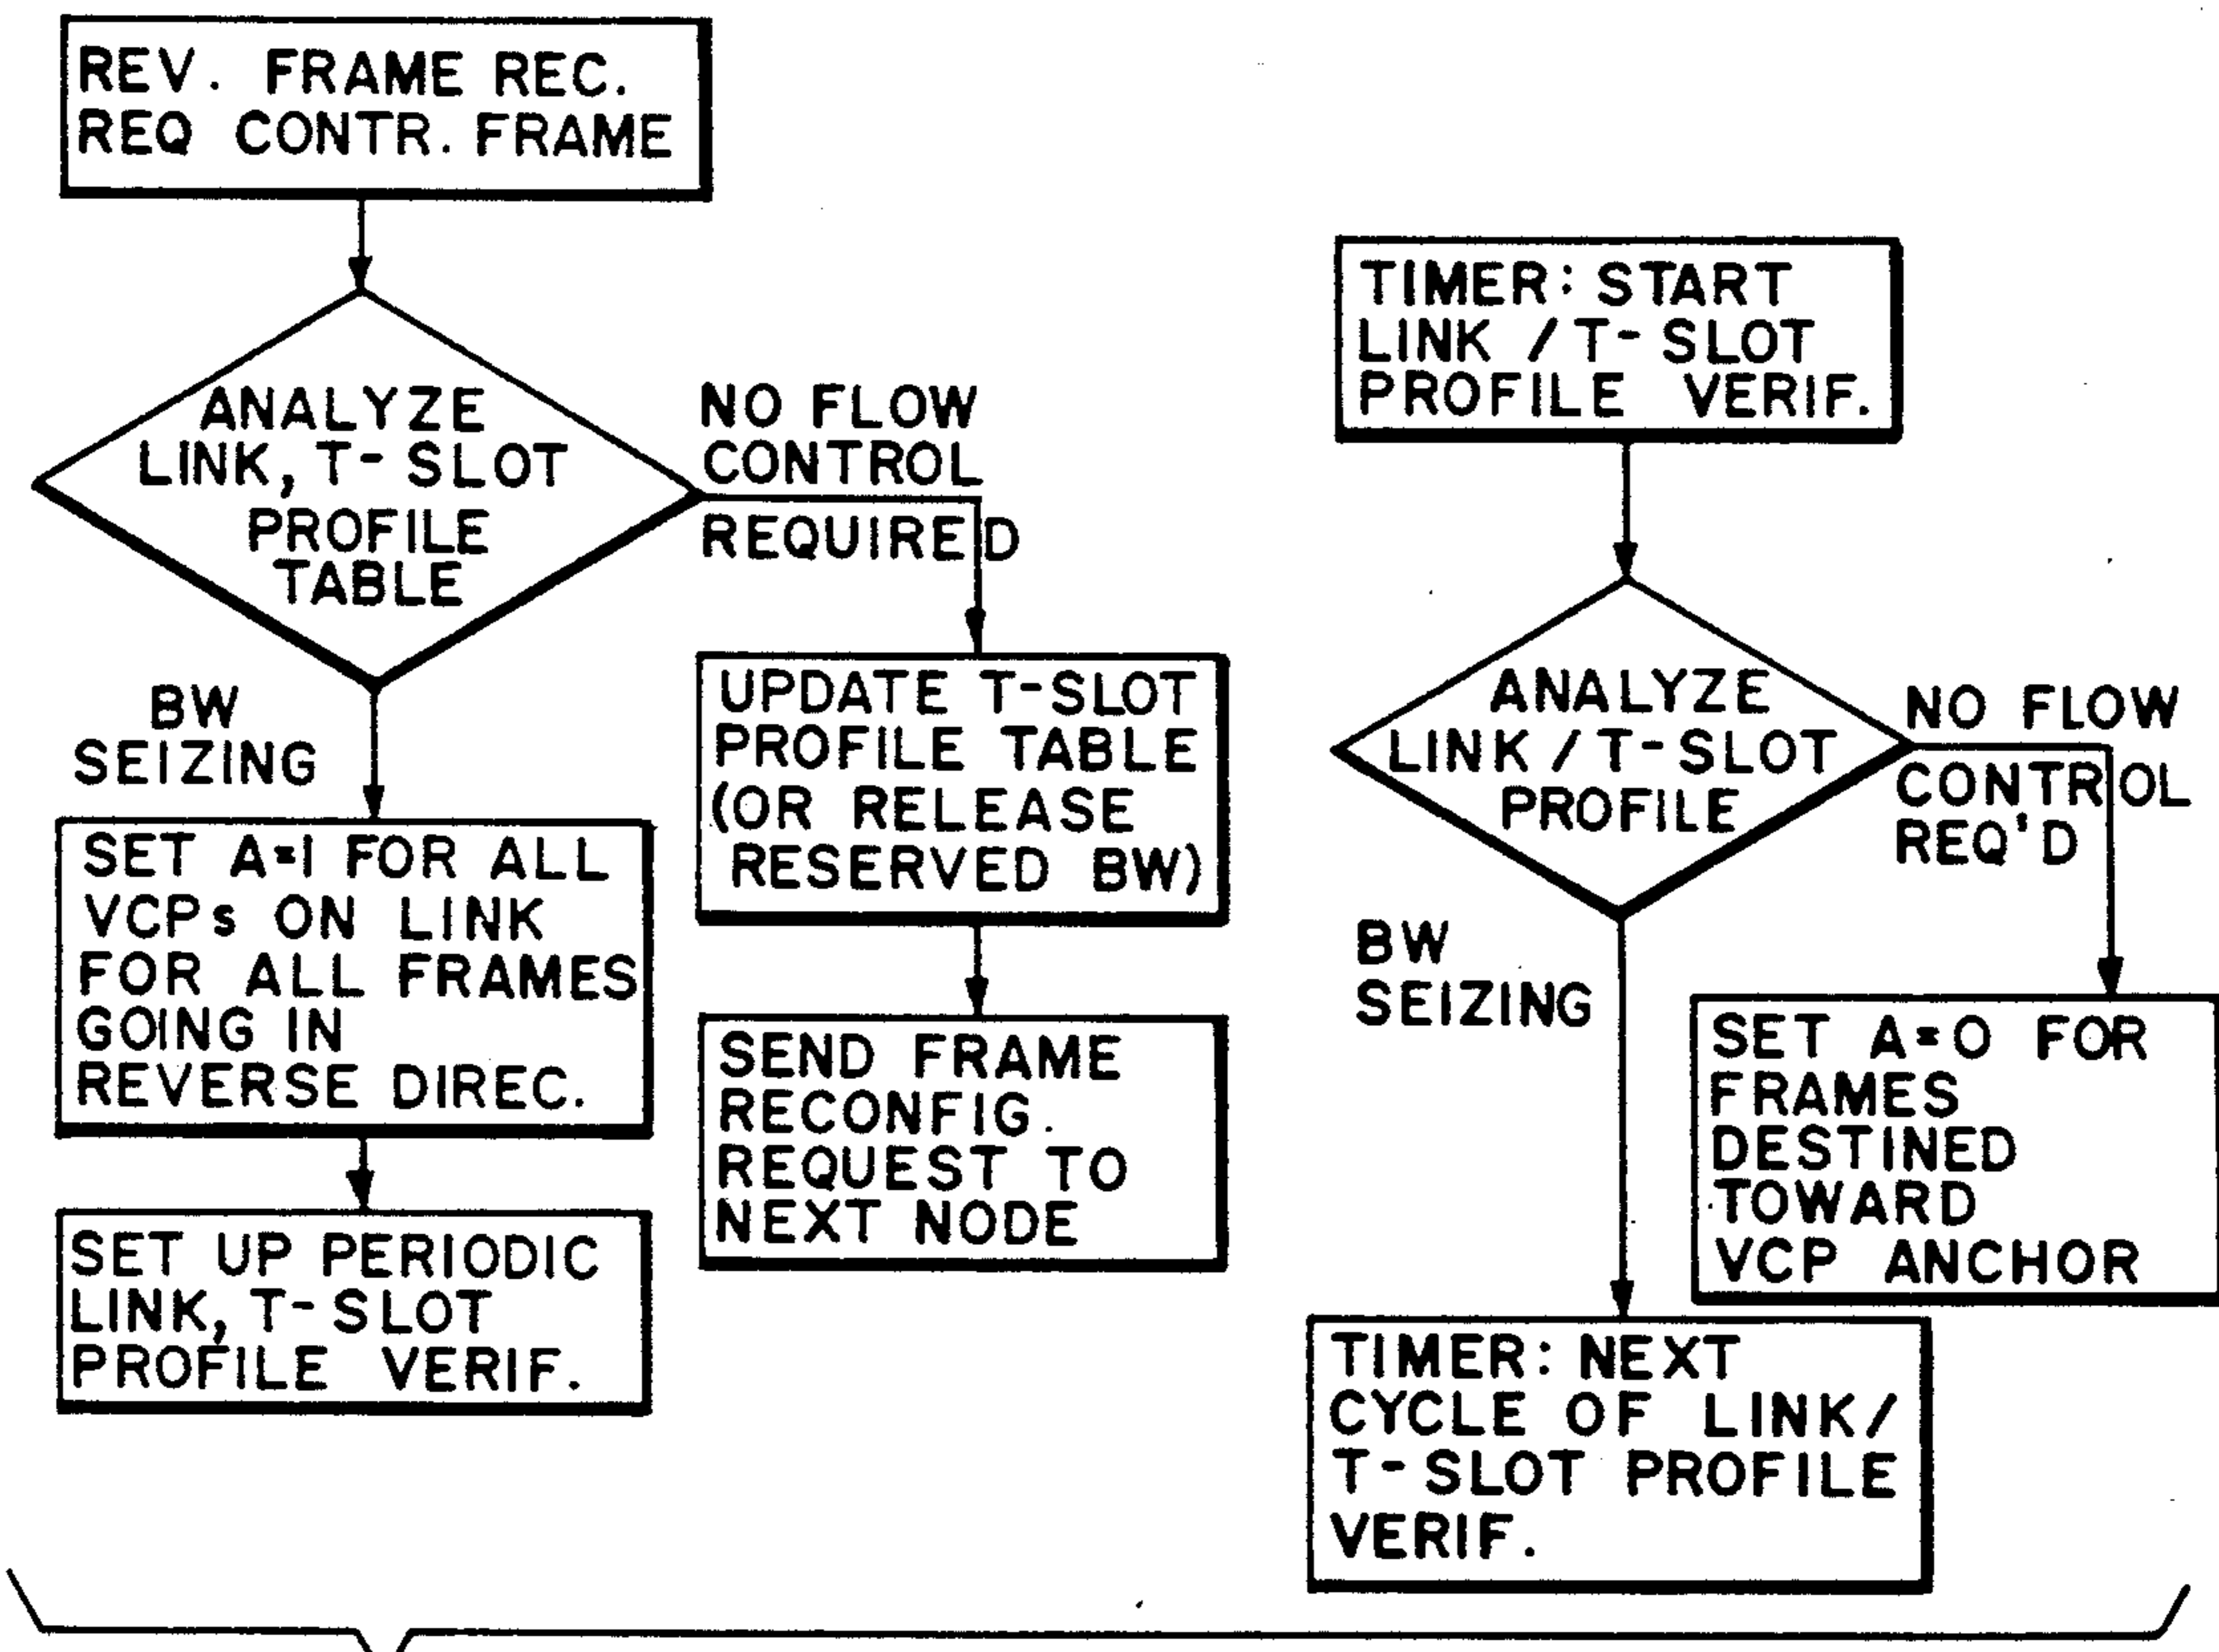 REV. FRAME REC.
REQ CONTR. FRAME
ANALYZE
LINK, T-SLOT
PROFILE
TABLE
NO FLOW
CONTROL
REQUIRED
BW
SEIZING
SET A=1 FOR ALL
VCPs ON LINK
FOR ALL FRAMES
GOING IN
REVERSE DIREC.
SET UP PERIODIC
LINK, T-SLOT
PROFILE VERIF.
UPDATE T-SLOT
PROFILE TABLE
(OR RELEASE
RESERVED BW)
SEND FRAME
RECONFIG.
REQUEST TO
NEXT NODE
TIMER: START
LINK / T-SLOT
PROFILE VERIF.
ANALYZE
LINK / T-SLOT
PROFILE
NO FLOW
CONTROL
REQ'D
BW
SEIZING
SET A=0 FOR
FRAMES
DESTINED
TOWARD
VCP ANCHOR
TIMER: NEXT
CYCLE OF LINK/
T-SLOT PROFILE
VERIF.